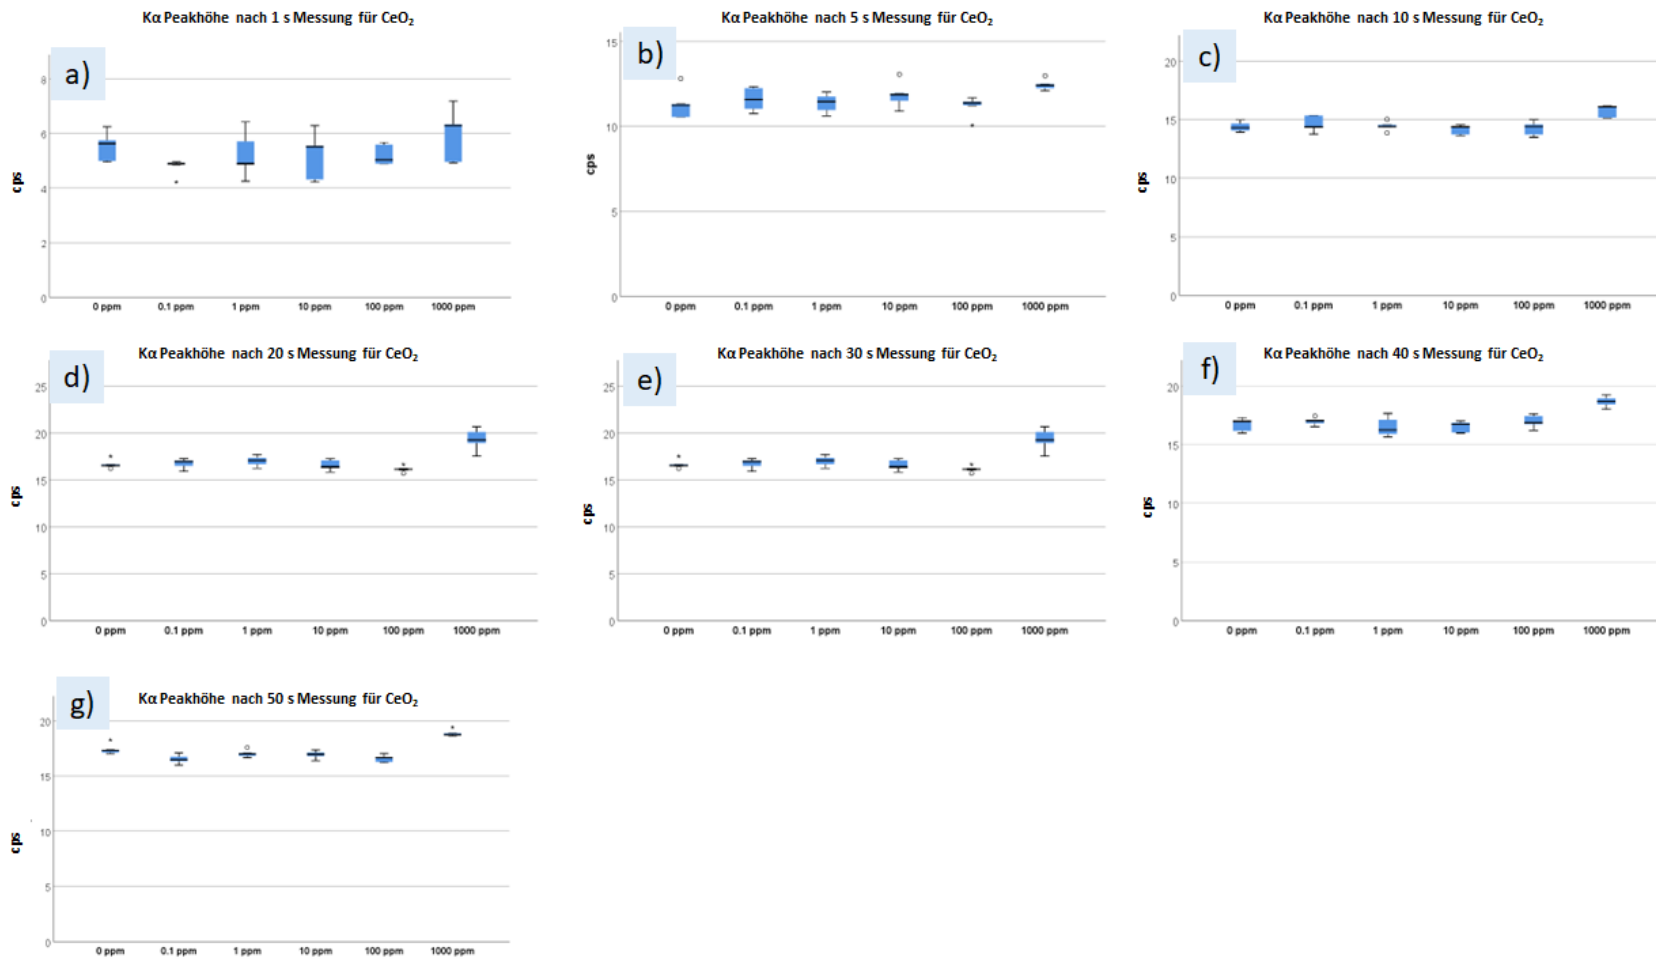 Kα Peakhöhe nach 1 s Messung für CeO₂
a)
8
6
4
2
0
cps
0 ppm 0.1 ppm 1 ppm 10 ppm 100 ppm 1000 ppm
Kα Peakhöhe nach 5 s Messung für CeO₂
b)
15
10
5
0
cps
0 ppm 0.1 ppm 1 ppm 10 ppm 100 ppm 1000 ppm
Kα Peakhöhe nach 10 s Messung für CeO₂
c)
20
15
10
5
0
cps
0 ppm 0.1 ppm 1 ppm 10 ppm 100 ppm 1000 ppm
Kα Peakhöhe nach 20 s Messung für CeO₂
d)
25
20
15
10
5
0
cps
0 ppm 0.1 ppm 1 ppm 10 ppm 100 ppm 1000 ppm
Kα Peakhöhe nach 30 s Messung für CeO₂
e)
25
20
15
10
5
0
cps
0 ppm 0.1 ppm 1 ppm 10 ppm 100 ppm 1000 ppm
Kα Peakhöhe nach 40 s Messung für CeO₂
f)
20
15
10
5
0
cps
0 ppm 0.1 ppm 1 ppm 10 ppm 100 ppm 1000 ppm
Kα Peakhöhe nach 50 s Messung für CeO₂
g)
20
15
10
5
0
cps
0 ppm 0.1 ppm 1 ppm 10 ppm 100 ppm 1000 ppm